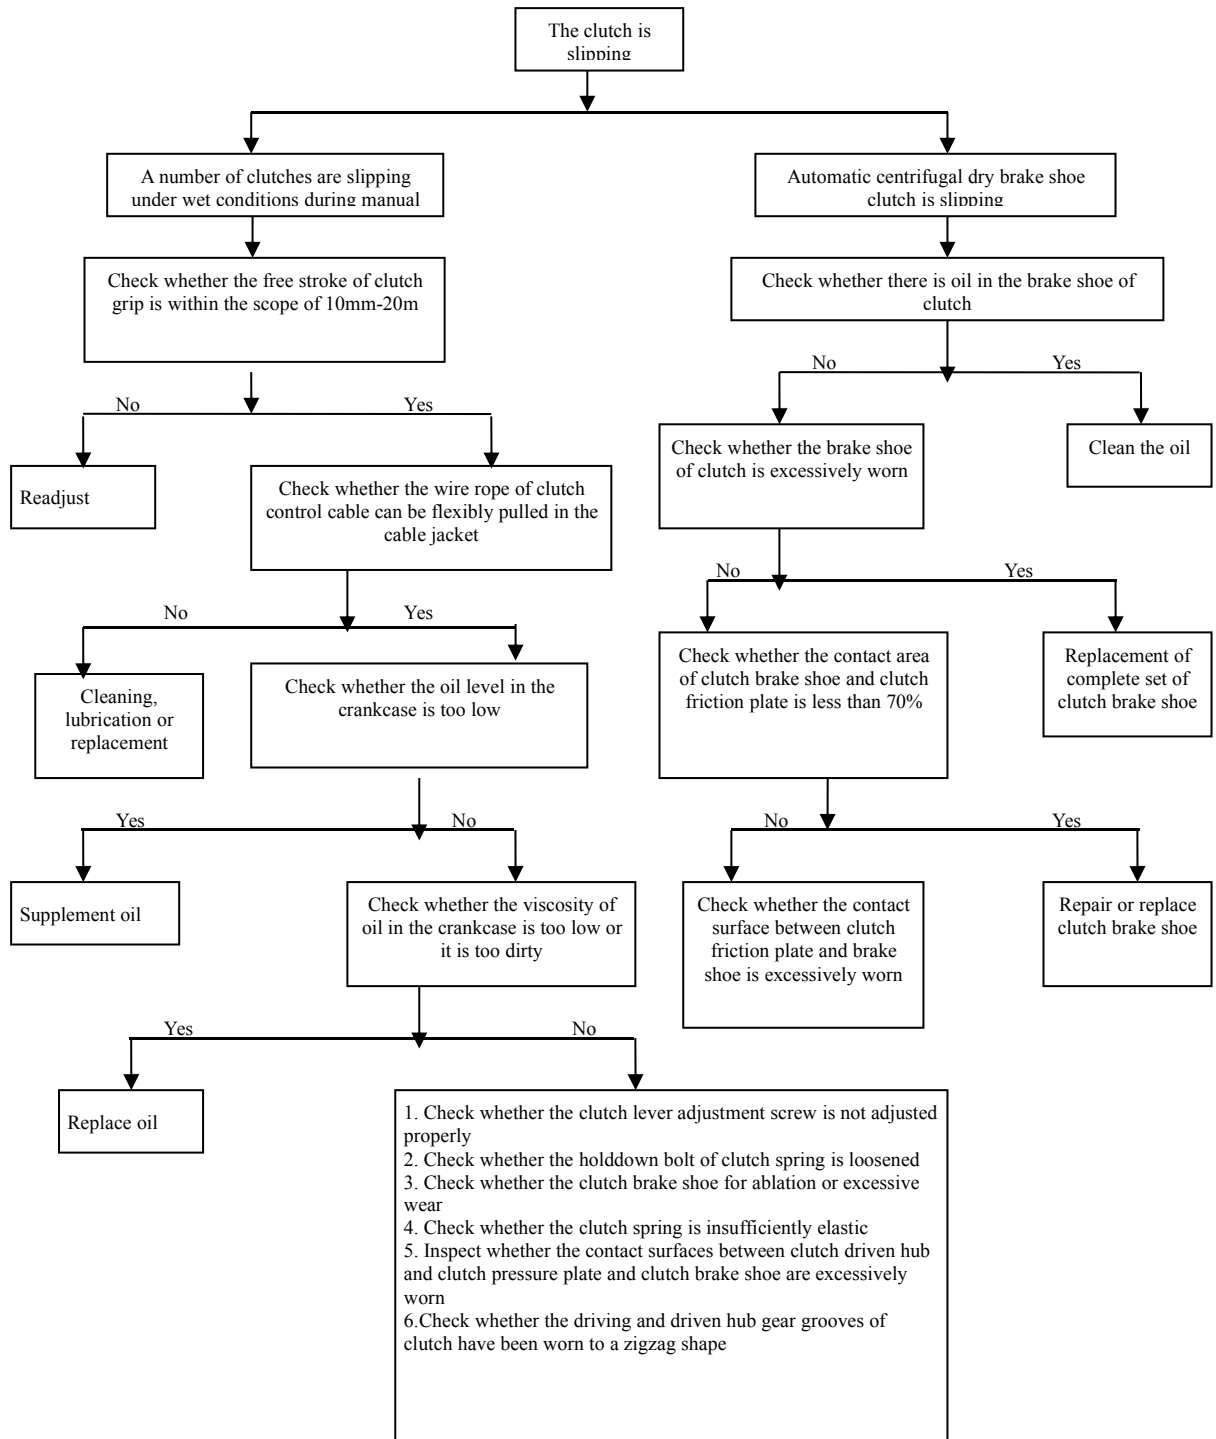 The clutch is
slipping
A number of clutches are slipping
under wet conditions during manual
Automatic centrifugal dry brake shoe
clutch is slipping
Check whether the free stroke of clutch
grip is within the scope of 10mm-20m
Check whether there is oil in the brake shoe of
clutch
No
Yes
No
Yes
Readjust
Check whether the wire rope of clutch
control cable can be flexibly pulled in the
cable jacket
Check whether the brake shoe
of clutch is excessively worn
Clean the oil
No
Yes
No
Yes
Cleaning,
lubrication or
replacement
Check whether the oil level in the
crankcase is too low
Check whether the contact area
of clutch brake shoe and clutch
friction plate is less than 70%
Replacement of
complete set of
clutch brake shoe
Yes
No
No
Yes
Supplement oil
Check whether the viscosity of
oil in the crankcase is too low or
it is too dirty
Check whether the contact
surface between clutch
friction plate and brake
shoe is excessively worn
Repair or replace
clutch brake shoe
Yes
No
Replace oil
1. Check whether the clutch lever adjustment screw is not adjusted
properly
2. Check whether the holddown bolt of clutch spring is loosened
3. Check whether the clutch brake shoe for ablation or excessive
wear
4. Check whether the clutch spring is insufficiently elastic
5. Inspect whether the contact surfaces between clutch driven hub
and clutch pressure plate and clutch brake shoe are excessively
worn
6.Check whether the driving and driven hub gear grooves of
clutch have been worn to a zigzag shape